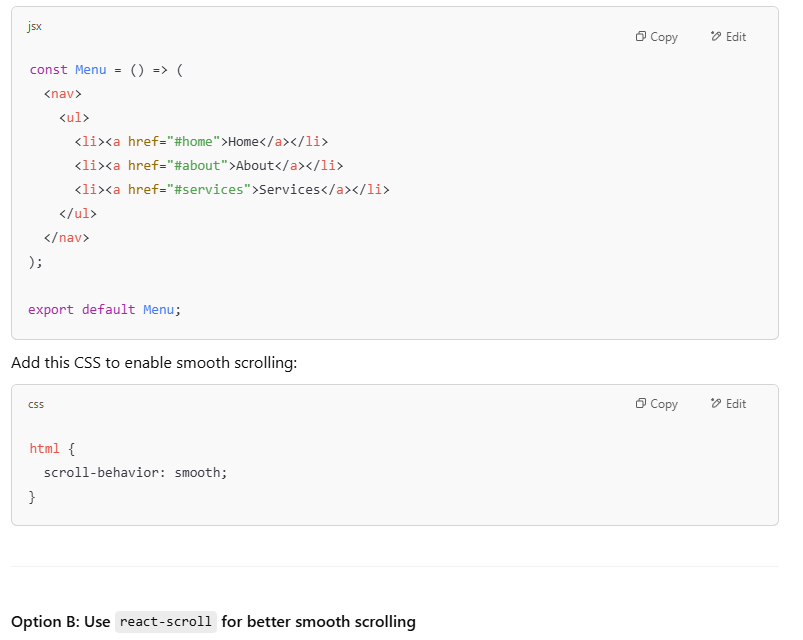 jsx
Copy Edit
const Menu = () => (
  <nav>
    <ul>
      <li><a href="#home">Home</a></li>
      <li><a href="#about">About</a></li>
      <li><a href="#services">Services</a></li>
    </ul>
  </nav>
);
export default Menu;
Add this CSS to enable smooth scrolling:
css
Copy Edit
html {
  scroll-behavior: smooth;
}
Option B: Use react-scroll for better smooth scrolling